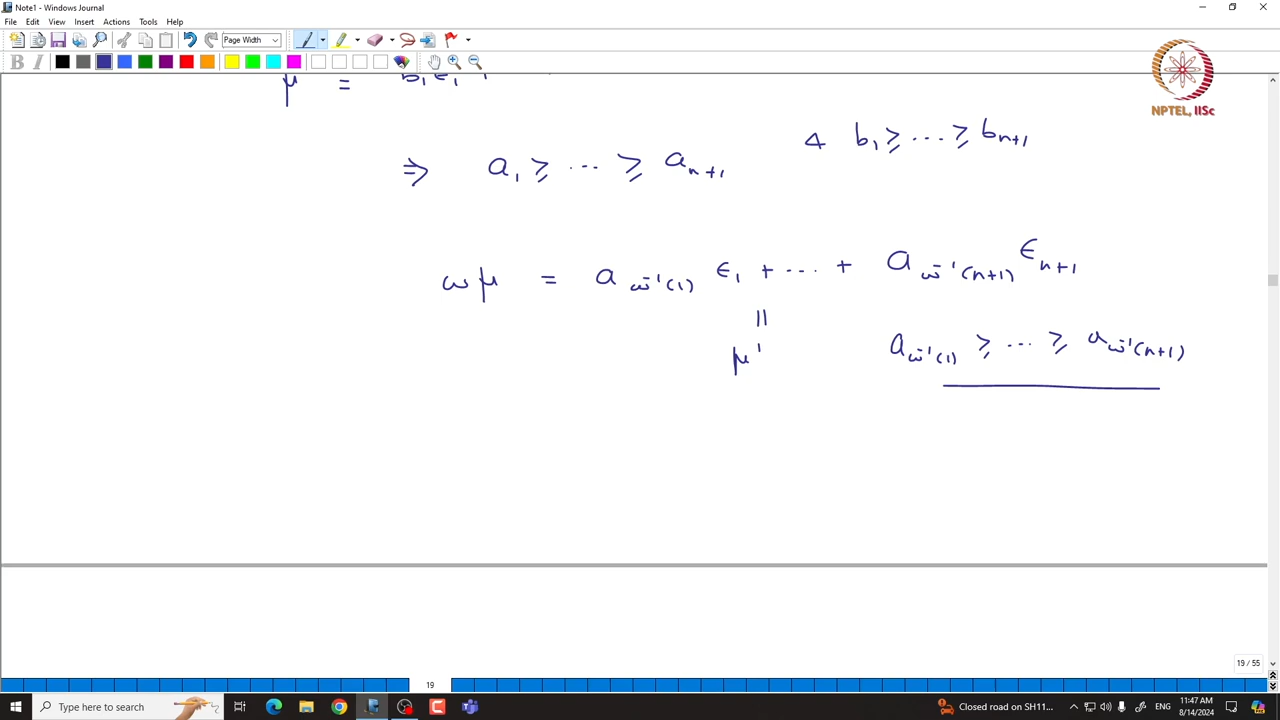 Note1 - Windows Journal
File Edit View Insert Actions Tools Help
Page Width
B I
NPTEL, IISc
μ = b₁ϵ₁
& b₁ ≥ ... ≥ bₙ₊₁
⇒ a₁ ≥ ... ≥ aₙ₊₁
ωμ = a_{ω⁻¹(1)} ϵ₁ + ... + a_{ω⁻¹(n+1)} ϵₙ₊₁
||
μ' a_{ω⁻¹(1)} ≥ ... ≥ a_{ω⁻¹(n+1)}
19 / 55
19
Type here to search
Closed road on SH11...
11:47 AM
8/14/2024